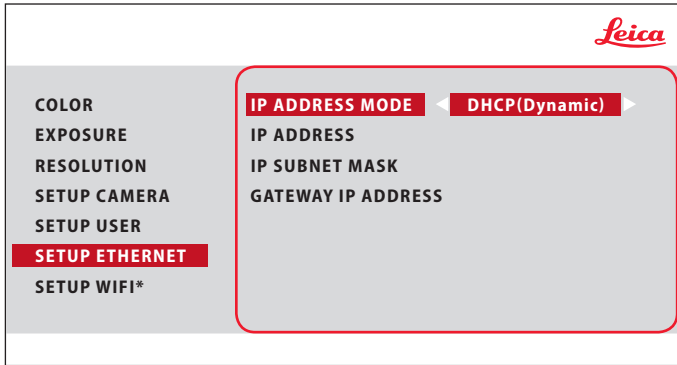 Leica
COLOR
EXPOSURE
RESOLUTION
SETUP CAMERA
SETUP USER
SETUP ETHERNET
SETUP WIFI*
IP ADDRESS MODE DHCP(Dynamic)
IP ADDRESS
IP SUBNET MASK
GATEWAY IP ADDRESS